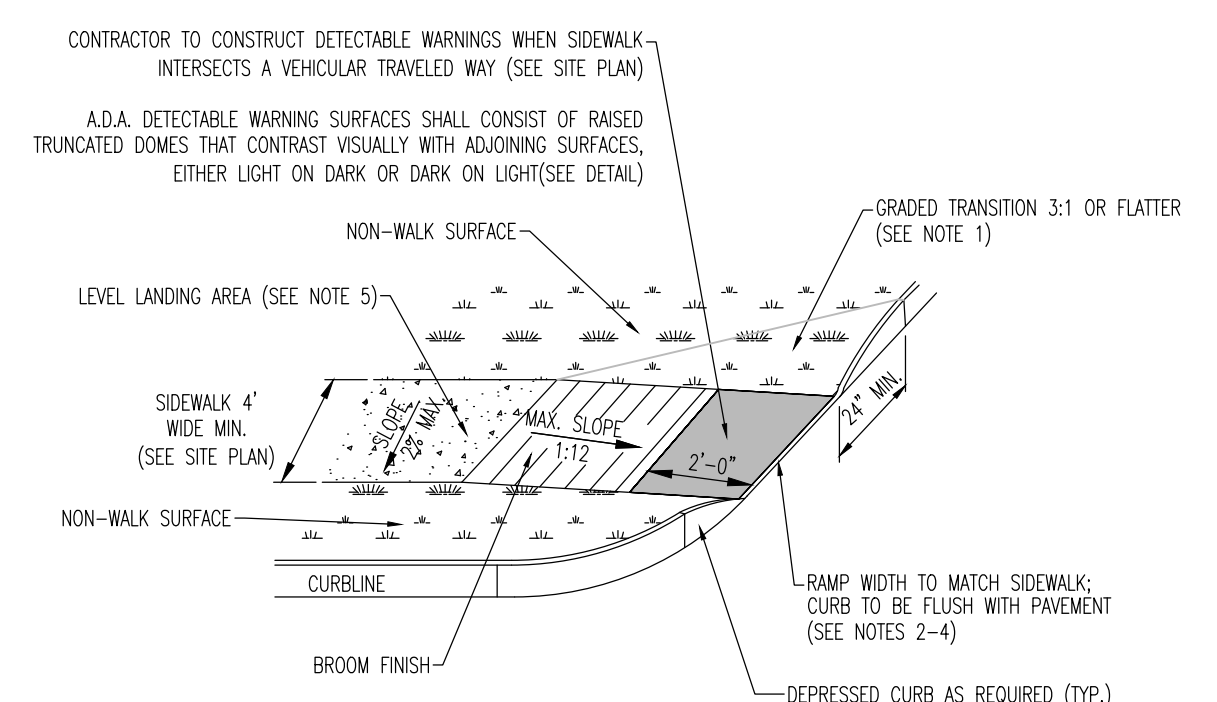 CONTRACTOR TO CONSTRUCT DETECTABLE WARNINGS WHEN SIDEWALK
INTERSECTS A VEHICULAR TRAVELED WAY (SEE SITE PLAN)
A.D.A. DETECTABLE WARNING SURFACES SHALL CONSIST OF RAISED
TRUNCATED DOMES THAT CONTRAST VISUALLY WITH ADJOINING SURFACES,
EITHER LIGHT ON DARK OR DARK ON LIGHT(SEE DETAIL)
GRADED TRANSITION 3:1 OR FLATTER
(SEE NOTE 1)
NON-WALK SURFACE
LEVEL LANDING AREA (SEE NOTE 5)
SIDEWALK 4'
WIDE MIN.
(SEE SITE PLAN)
SLOPE
2% MAX.
MAX. SLOPE
1:12
2'-0"
24" MIN.
NON-WALK SURFACE
CURBLINE
RAMP WIDTH TO MATCH SIDEWALK;
CURB TO BE FLUSH WITH PAVEMENT
(SEE NOTES 2-4)
BROOM FINISH
DEPRESSED CURB AS REQUIRED (TYP.)